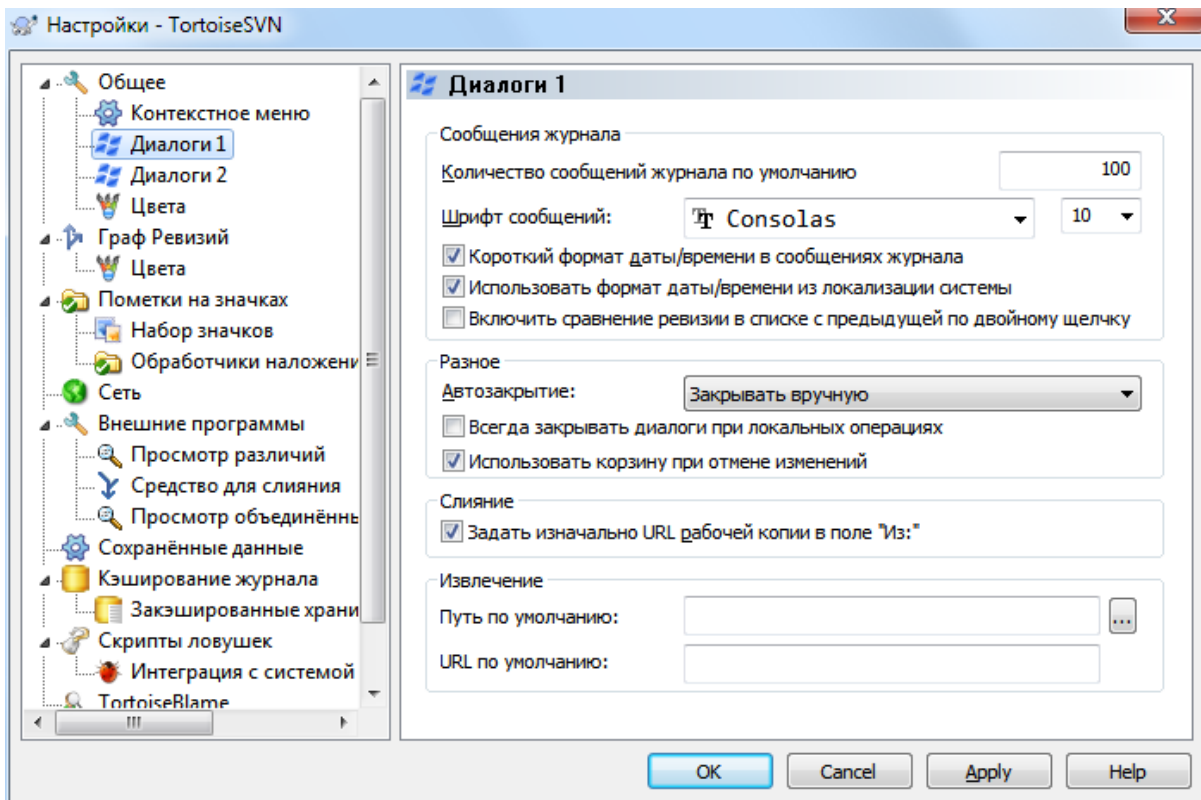 Настройки - TortoiseSVN
Общее
Контекстное меню
Диалоги 1
Диалоги 2
Цвета
Граф Ревизий
Цвета
Пометки на значках
Набор значков
Обработчики наложени
Сеть
Внешние программы
Просмотр различий
Средство для слияния
Просмотр объединённь
Сохранённые данные
Кэширование журнала
Закэшированные храни
Скрипты ловушек
Интеграция с системой
TortoiseBlame
Диалоги 1
Сообщения журнала
Количество сообщений журнала по умолчанию 100
Шрифт сообщений: Consolas 10
Короткий формат даты/времени в сообщениях журнала
Использовать формат даты/времени из локализации системы
Включить сравнение ревизии в списке с предыдущей по двойному щелчку
Разное
Автозакрытие: Закрывать вручную
Всегда закрывать диалоги при локальных операциях
Использовать корзину при отмене изменений
Слияние
Задать изначально URL рабочей копии в поле "Из:"
Извлечение
Путь по умолчанию: ...
URL по умолчанию:
OK Cancel Apply Help